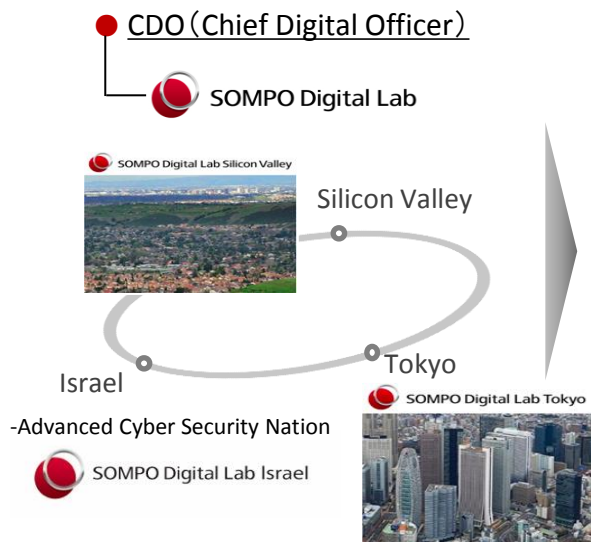 CDO（Chief Digital Officer）
SOMPO Digital Lab
SOMPO Digital Lab Silicon Valley
Silicon Valley
Tokyo
Israel
SOMPO Digital Lab Tokyo
-Advanced Cyber Security Nation
SOMPO Digital Lab Israel